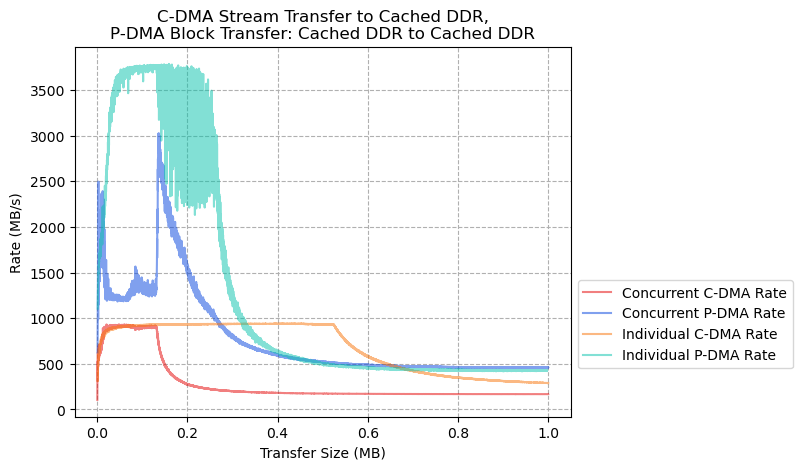 C-DMA Stream Transfer to Cached DDR,
P-DMA Block Transfer: Cached DDR to Cached DDR
Rate (MB/s)
3500
3000
2500
2000
1500
1000
500
0
0.0 0.2 0.4 0.6 0.8 1.0
Transfer Size (MB)
Concurrent C-DMA Rate
Concurrent P-DMA Rate
Individual C-DMA Rate
Individual P-DMA Rate